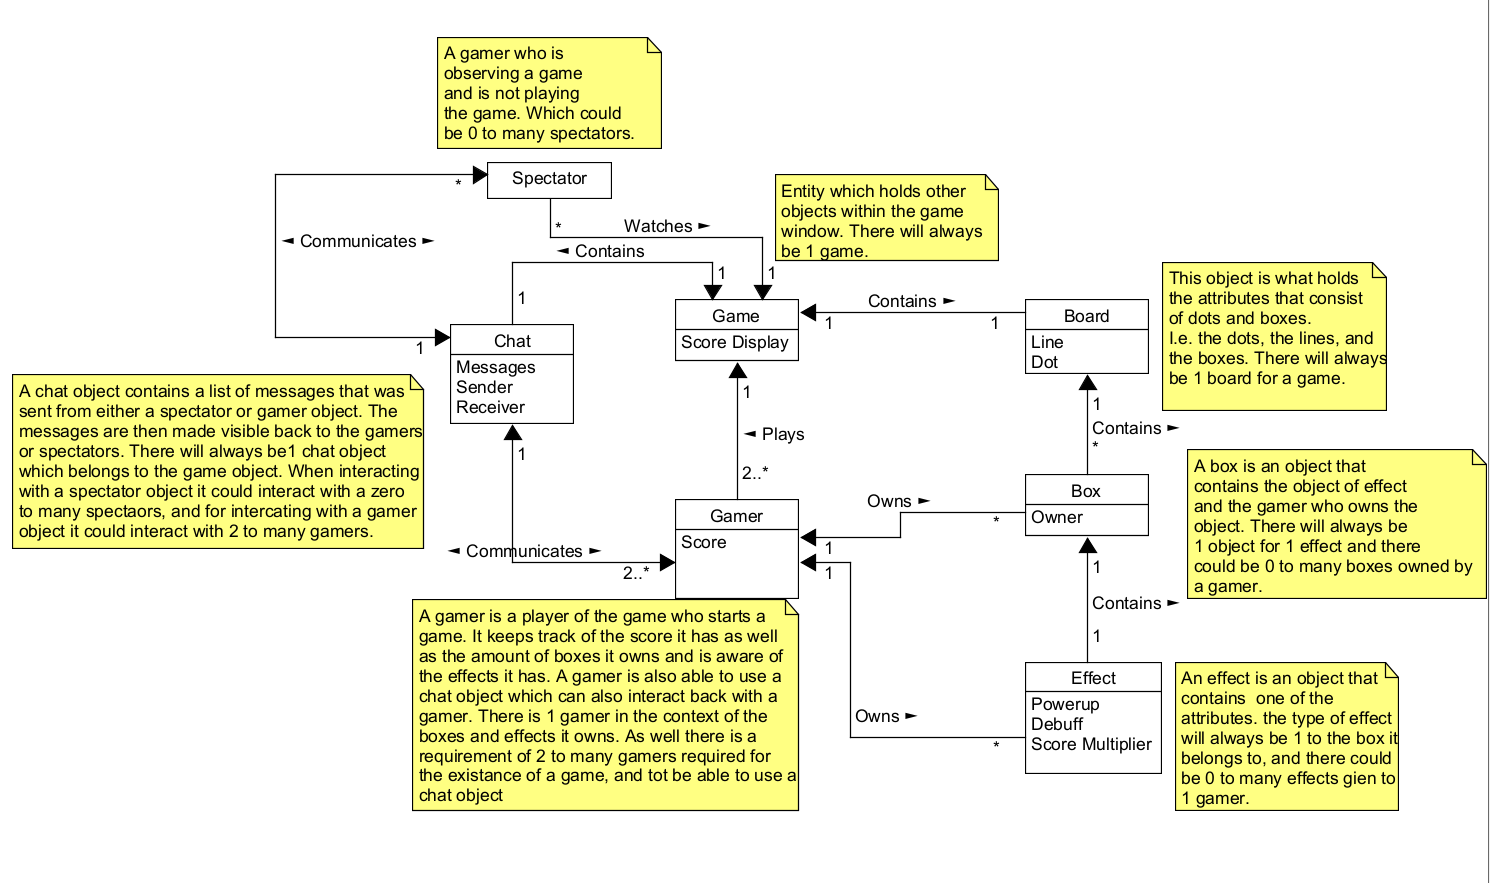 A gamer who is
observing a game
and is not playing
the game. Which could
be 0 to many spectators.
Spectator
*
*
Watches ►
◄ Communicates ►
◄ Contains
1
1
1
Entity which holds other
objects within the game
window. There will always
be 1 game.
Game
Score Display
Contains ►
1
1
Board
Line
Dot
This object is what holds
the attributes that consist
of dots and boxes.
I.e. the dots, the lines, and
the boxes. There will always
be 1 board for a game.
Chat
Messages
Sender
Receiver
1
1
A chat object contains a list of messages that was
sent from either a spectator or gamer object. The
messages are then made visible back to the gamers
or spectators. There will always be1 chat object
which belongs to the game object. When interacting
with a spectator object it could interact with a zero
to many spectaors, and for intercating with a gamer
object it could interact with 2 to many gamers.
1
◄ Plays
2..*
1
Contains ►
*
Gamer
Score
Owns ►
1
*
Box
Owner
A box is an object that
contains the object of effect
and the gamer who owns the
object. There will always be
1 object for 1 effect and there
could be 0 to many boxes owned by
a gamer.
◄ Communicates ►
2..*
1
1
Contains ►
1
A gamer is a player of the game who starts a
game. It keeps track of the score it has as well
as the amount of boxes it owns and is aware of
the effects it has. A gamer is also able to use a
chat object which can also interact back with a
gamer. There is 1 gamer in the context of the
boxes and effects it owns. As well there is a
requirement of 2 to many gamers required for
the existance of a game, and tot be able to use a
chat object
Owns ►
*
Effect
Powerup
Debuff
Score Multiplier
An effect is an object that
contains  one of the
attributes. the type of effect
will always be 1 to the box it
belongs to, and there could
be 0 to many effects gien to
1 gamer.